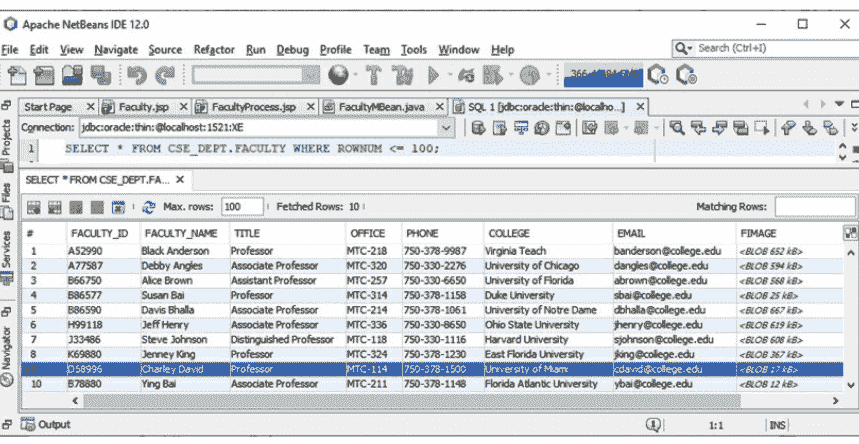 Apache NetBeans IDE 12.0
File Edit View Navigate Source Refactor Run Debug Profile Team Tools Window Help
Search (Ctrl+I)
Start Page Faculty.jsp FacultyProcess.jsp FacultyMBean.java SQL 1 [jdbc:oracle:thin:@localho...]
Connection: jdbc:oracle:thin:@localhost:1521:XE
1 SELECT * FROM CSE_DEPT.FACULTY WHERE ROWNUM <= 100;
SELECT * FROM CSE_DEPT.FA...
Max. rows: 100 Fetched Rows: 10 Matching Rows:
# FACULTY_ID FACULTY_NAME TITLE OFFICE PHONE COLLEGE EMAIL FIMAGE
1 A52990 Black Anderson Professor MTC-218 750-378-9987 Virginia Teach banderson@college.edu <BLOB 652 kB>
2 A77587 Debby Angles Associate Professor MTC-320 750-330-2276 University of Chicago dangles@college.edu <BLOB 594 kB>
3 B66750 Alice Brown Assistant Professor MTC-257 750-330-6650 University of Florida abrown@college.edu <BLOB 568 kB>
4 B86577 Susan Bai Professor MTC-314 750-378-1158 Duke University sbai@college.edu <BLOB 25 kB>
5 B86590 Davis Bhalla Associate Professor MTC-214 750-378-1061 University of Notre Dame dbhalla@college.edu <BLOB 667 kB>
6 H99118 Jeff Henry Associate Professor MTC-336 750-330-8650 Ohio State University jhenry@college.edu <BLOB 619 kB>
7 J33486 Steve Johnson Distinguished Professor MTC-118 750-330-1116 Harvard University sjohnson@college.edu <BLOB 608 kB>
8 K69880 Jenney King Professor MTC-324 750-378-1230 East Florida University jking@college.edu <BLOB 367 kB>
D58996 Charley David Professor MTC-114 750-378-1500 University of Miami cdavid@college.edu <BLOB 17 kB>
10 B78880 Ying Bai Associate Professor MTC-211 750-378-1148 Florida Atlantic University ybai@college.edu <BLOB 12 kB>
Output 1:1 INS
Projects
Files
Services
Navigator